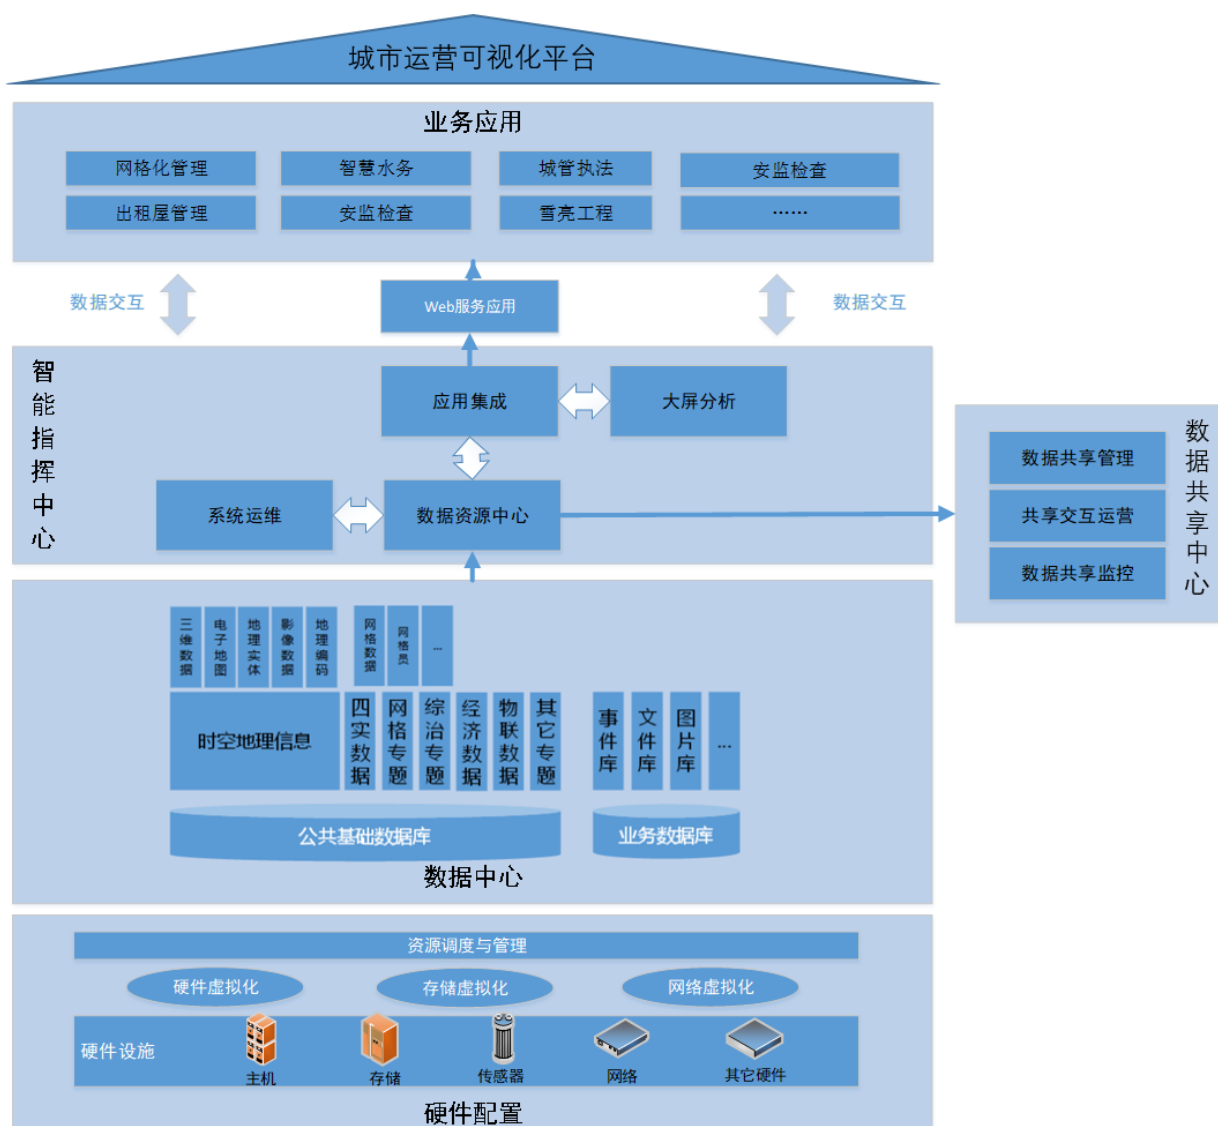 城市运营可视化平台
业务应用
网格化管理
智慧水务
城管执法
安监检查
出租屋管理
安监检查
雪亮工程
……
数据交互
Web服务应用
数据交互
智能指挥中心
应用集成
大屏分析
系统运维
数据资源中心
数据共享管理
共享交互运营
数据共享监控
数据共享中心
三维数据
电子地图
地理实体
影像数据
地理编码
网格数据
网格员
...
时空地理信息
四实数据
网格专题
综治专题
经济数据
物联数据
其它专题
事件库
文件库
图片库
...
公共基础数据库
业务数据库
数据中心
资源调度与管理
硬件虚拟化
存储虚拟化
网络虚拟化
硬件设施
主机
存储
传感器
网络
其它硬件
硬件配置